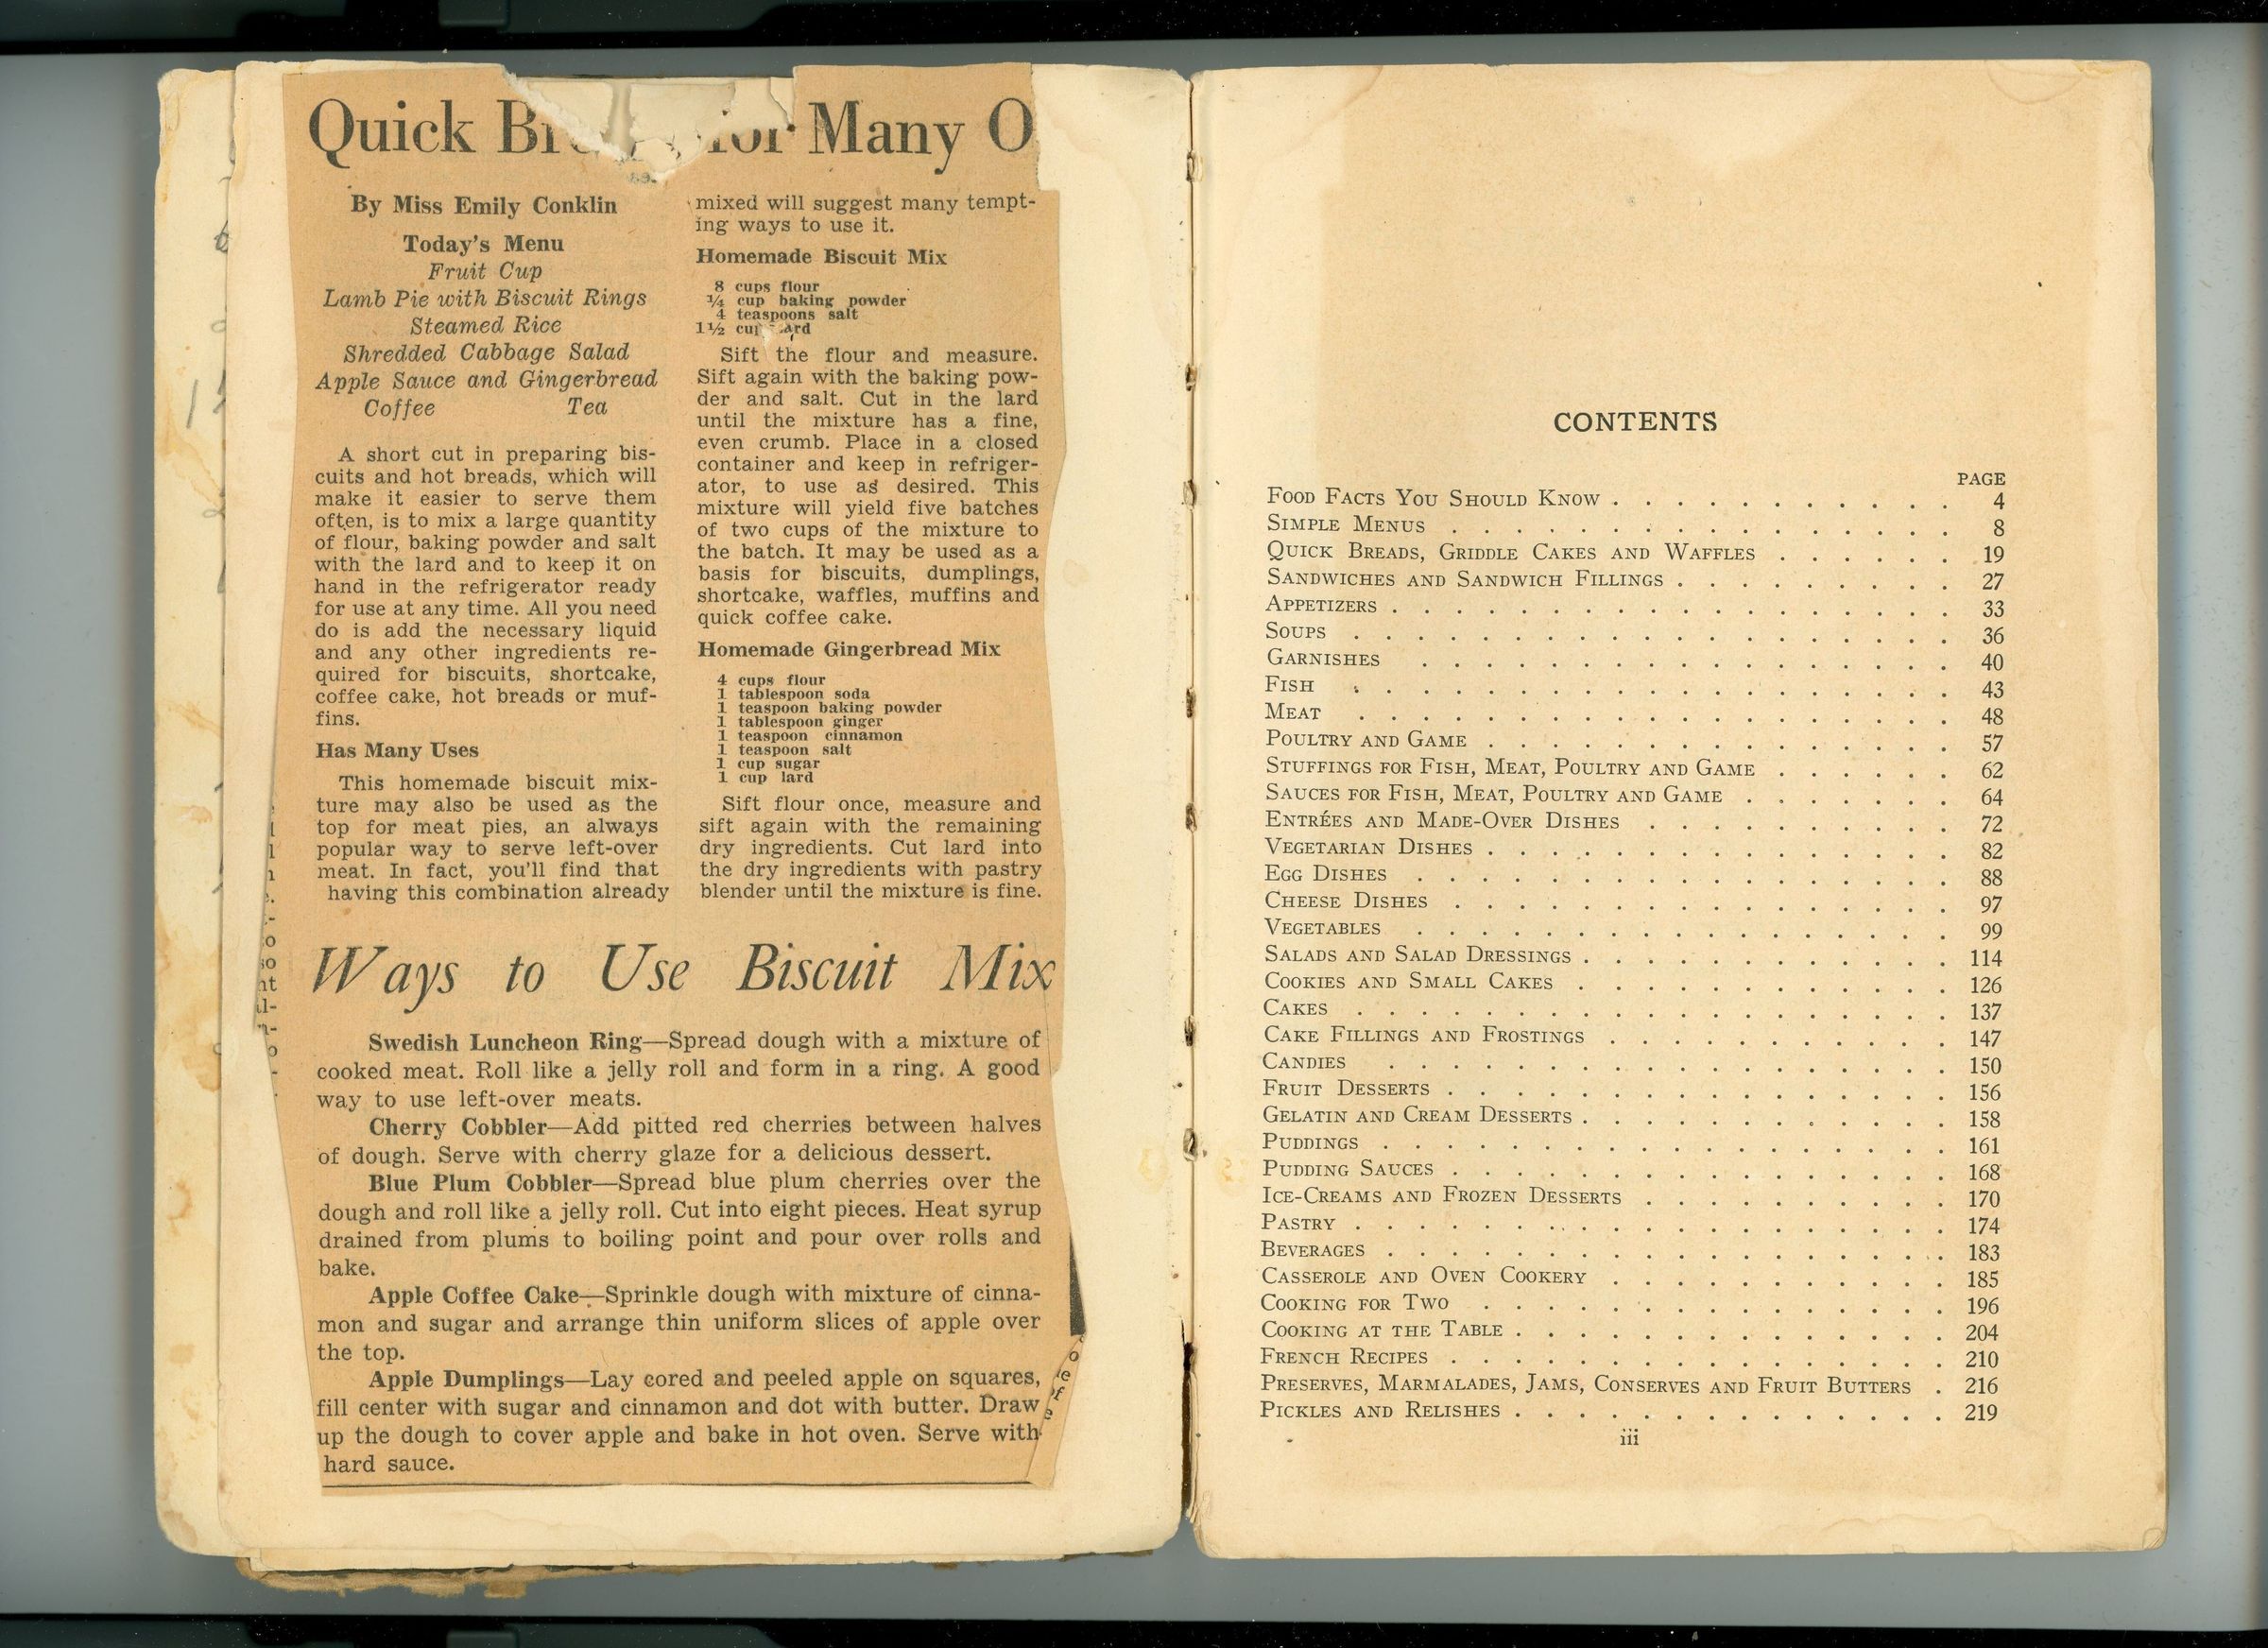 Quick for Many O
By Miss Emily Conklin
Today's Menu
Fruit Cup
Lamb Pie with Biscuit Rings
Steamed Rice
Shredded Cabbage Salad
Apple Sauce and Gingerbread
Coffee Tea
A short cut in preparing bis-
cuits and hot breads, which will
make it easier to serve them
often, is to mix a large quantity
of flour, baking powder and salt
with the lard and to keep it on
hand in the refrigerator ready
for use at any time. All you need
do is add the necessary liquid
and any other ingredients re-
quired for biscuits, shortcake,
coffee cake, hot breads or muf-
fins.
Has Many Uses
This homemade biscuit mix-
ture may also be used as the
top for meat pies, an always
popular way to serve left-over
meat. In fact, you'll find that
having this combination already
mixed will suggest many tempt-
ing ways to use it.
Homemade Biscuit Mix
8 cups flour
¾ cup baking powder
4 teaspoons salt
1½ cup lard
Sift the flour and measure.
Sift again with the baking pow-
der and salt. Cut in the lard
until the mixture has a fine,
even crumb. Place in a closed
container and keep in refriger-
ator, to use as desired. This
mixture will yield five batches
of two cups of the mixture to
the batch. It may be used as a
basis for biscuits, dumplings,
shortcake, waffles, muffins and
quick coffee cake.
Homemade Gingerbread Mix
4 cups flour
1 tablespoon soda
1 teaspoon baking powder
1 tablespoon ginger
1 teaspoon cinnamon
1 teaspoon salt
1 cup sugar
1 cup lard
Sift flour once, measure and
sift again with the remaining
dry ingredients. Cut lard into
the dry ingredients with pastry
blender until the mixture is fine.
Ways to Use Biscuit Mix
Swedish Luncheon Ring—Spread dough with a mixture of
cooked meat. Roll like a jelly roll and form in a ring. A good
way to use left-over meats.
Cherry Cobbler—Add pitted red cherries between halves
of dough. Serve with cherry glaze for a delicious dessert.
Blue Plum Cobbler—Spread blue plum cherries over the
dough and roll like a jelly roll. Cut into eight pieces. Heat syrup
drained from plums to boiling point and pour over rolls and
bake.
Apple Coffee Cake—Sprinkle dough with mixture of cinna-
mon and sugar and arrange thin uniform slices of apple over
the top.
Apple Dumplings—Lay cored and peeled apple on squares,
fill center with sugar and cinnamon and dot with butter. Draw
up the dough to cover apple and bake in hot oven. Serve with
hard sauce.
CONTENTS
PAGE
FOOD FACTS YOU SHOULD KNOW . . . . . . . . . . . 4
SIMPLE MENUS . . . . . . . . . . . . . . . . 8
QUICK BREADS, GRIDDLE CAKES AND WAFFLES . . . . . . 19
SANDWICHES AND SANDWICH FILLINGS . . . . . . . . . 27
APPETIZERS . . . . . . . . . . . . . . . . . . 33
SOUPS . . . . . . . . . . . . . . . . . . . 36
GARNISHES . . . . . . . . . . . . . . . . . 40
FISH . . . . . . . . . . . . . . . . . . . 43
MEAT . . . . . . . . . . . . . . . . . . . 48
POULTRY AND GAME . . . . . . . . . . . . . . . 57
STUFFINGS FOR FISH, MEAT, POULTRY AND GAME . . . . . . 62
SAUCES FOR FISH, MEAT, POULTRY AND GAME . . . . . . . 64
ENTRÉES AND MADE-OVER DISHES . . . . . . . . . . 72
VEGETARIAN DISHES . . . . . . . . . . . . . . . 82
EGG DISHES . . . . . . . . . . . . . . . . . 88
CHEESE DISHES . . . . . . . . . . . . . . . . 97
VEGETABLES . . . . . . . . . . . . . . . . . 99
SALADS AND SALAD DRESSINGS . . . . . . . . . . . . 114
COOKIES AND SMALL CAKES . . . . . . . . . . . . 126
CAKES . . . . . . . . . . . . . . . . . . . 137
CAKE FILLINGS AND FROSTINGS . . . . . . . . . . . 147
CANDIES . . . . . . . . . . . . . . . . . . 150
FRUIT DESSERTS . . . . . . . . . . . . . . . . 156
GELATIN AND CREAM DESSERTS . . . . . . . . . . . . 158
PUDDINGS . . . . . . . . . . . . . . . . . . 161
PUDDING SAUCES . . . . . . . . . . . . . . . . 168
ICE-CREAMS AND FROZEN DESSERTS . . . . . . . . . . 170
PASTRY . . . . . . . . . . . . . . . . . . . 174
BEVERAGES . . . . . . . . . . . . . . . . . . 183
CASSEROLE AND OVEN COOKERY . . . . . . . . . . . 185
COOKING FOR TWO . . . . . . . . . . . . . . . 196
COOKING AT THE TABLE . . . . . . . . . . . . . . 204
FRENCH RECIPES . . . . . . . . . . . . . . . . 210
PRESERVES, MARMALADES, JAMS, CONSERVES AND FRUIT BUTTERS . 216
PICKLES AND RELISHES . . . . . . . . . . . . . . 219
iii